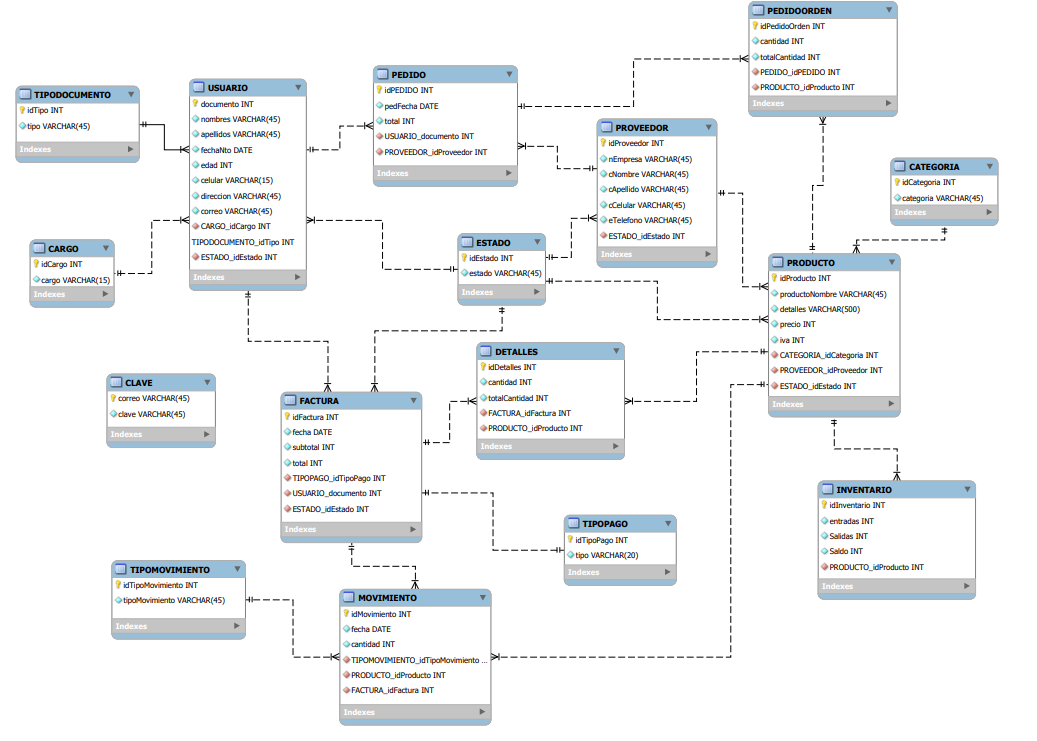 PEDIDOORDEN
idPedidoOrden INT
cantidad INT
totalCantidad INT
PEDIDO_idPEDIDO INT
PRODUCTO_idProducto INT
Indexes
TIPODOCUMENTO
idTipo INT
tipo VARCHAR(45)
Indexes
USUARIO
documento INT
nombres VARCHAR(45)
apellidos VARCHAR(45)
fechaNto DATE
edad INT
celular VARCHAR(15)
direccion VARCHAR(45)
correo VARCHAR(45)
CARGO_idCargo INT
TIPODOCUMENTO_idTipo INT
ESTADO_idEstado INT
Indexes
PEDIDO
idPEDIDO INT
pedFecha DATE
total INT
USUARIO_documento INT
PROVEEDOR_idProveedor INT
Indexes
PROVEEDOR
idProveedor INT
nEmpresa VARCHAR(45)
cNombre VARCHAR(45)
cApellido VARCHAR(45)
cCelular VARCHAR(45)
eTelefono VARCHAR(45)
ESTADO_idEstado INT
Indexes
CATEGORIA
idCategoria INT
categoria VARCHAR(45)
Indexes
CARGO
idCargo INT
cargo VARCHAR(15)
Indexes
ESTADO
idEstado INT
estado VARCHAR(45)
Indexes
PRODUCTO
idProducto INT
productoNombre VARCHAR(45)
detalles VARCHAR(500)
precio INT
iva INT
CATEGORIA_idCategoria INT
PROVEEDOR_idProveedor INT
ESTADO_idEstado INT
Indexes
DETALLES
idDetalles INT
cantidad INT
totalCantidad INT
FACTURA_idFactura INT
PRODUCTO_idProducto INT
Indexes
CLAVE
correo VARCHAR(45)
clave VARCHAR(45)
Indexes
FACTURA
idFactura INT
fecha DATE
subtotal INT
total INT
TIPOPAGO_idTipoPago INT
USUARIO_documento INT
ESTADO_idEstado INT
Indexes
INVENTARIO
idInventario INT
entradas INT
Salidas INT
Saldo INT
PRODUCTO_idProducto INT
Indexes
TIPOPAGO
idTipoPago INT
tipo VARCHAR(20)
Indexes
TIPOMOVIMIENTO
idTipoMovimiento INT
tipoMovimiento VARCHAR(45)
Indexes
MOVIMIENTO
idMovimiento INT
fecha DATE
cantidad INT
TIPOMOVIMIENTO_idTipoMovimiento ...
PRODUCTO_idProducto INT
FACTURA_idFactura INT
Indexes